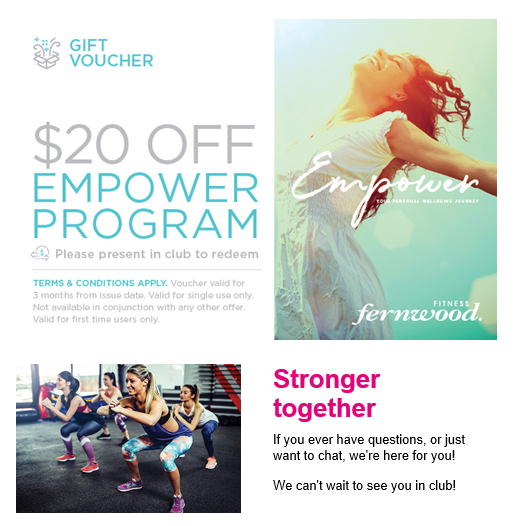 GIFT
VOUCHER
$20 OFF
EMPOWER
PROGRAM
Please present in club to redeem
TERMS & CONDITIONS APPLY. Voucher valid for
3 months from issue date. Valid for single use only.
Not available in conjunction with any other offer.
Valid for first time users only.
Empower
YOUR PERSONAL WELLBEING JOURNEY
FITNESS
fernwood®
Stronger
together
If you ever have questions, or just
want to chat, we're here for you!
We can't wait to see you in club!